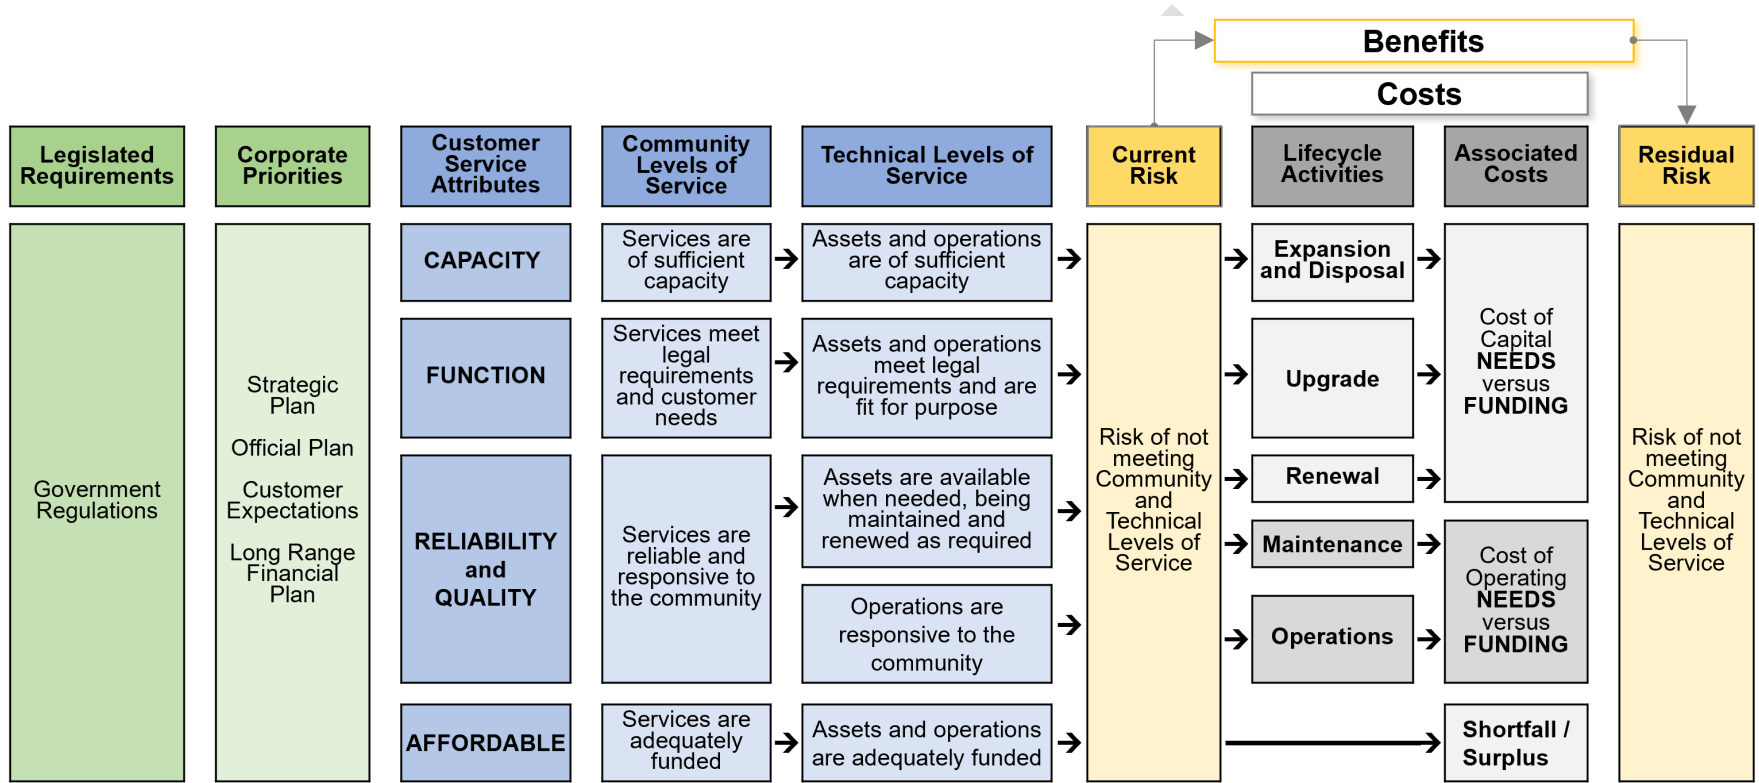 Benefits
Costs
Legislated
Requirements
Corporate
Priorities
Customer
Service
Attributes
Community
Levels of
Service
Technical Levels of
Service
Current
Risk
Lifecycle
Activities
Associated
Costs
Residual
Risk
Government
Regulations
Strategic
Plan
Official Plan
Customer
Expectations
Long Range
Financial
Plan
CAPACITY
Services are
of sufficient
capacity
Assets and operations
are of sufficient
capacity
FUNCTION
Services meet
legal
requirements
and customer
needs
Assets and operations
meet legal
requirements and are
fit for purpose
RELIABILITY
and
QUALITY
Services are
reliable and
responsive to
the community
Assets are available
when needed, being
maintained and
renewed as required
Operations are
responsive to the
community
AFFORDABLE
Services are
adequately
funded
Assets and operations
are adequately funded
Risk of not
meeting
Community
and
Technical
Levels of
Service
Expansion
and Disposal
Upgrade
Renewal
Maintenance
Operations
Cost of
Capital
NEEDS
versus
FUNDING
Cost of
Operating
NEEDS
versus
FUNDING
Shortfall /
Surplus
Risk of not
meeting
Community
and
Technical
Levels of
Service